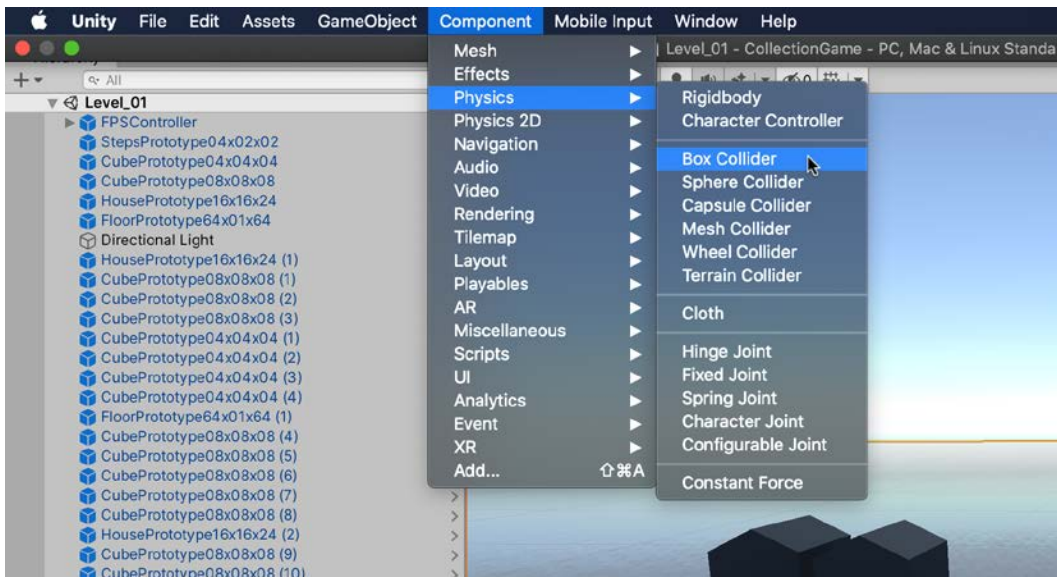 Unity File Edit Assets GameObject Component Mobile Input Window Help
Level_01 - CollectionGame - PC, Mac & Linux Standa
All
Level_01
FPSController
StepsPrototype04x02x02
CubePrototype04x04x04
CubePrototype08x08x08
HousePrototype16x16x24
FloorPrototype64x01x64
Directional Light
HousePrototype16x16x24 (1)
CubePrototype08x08x08 (1)
CubePrototype08x08x08 (2)
CubePrototype08x08x08 (3)
CubePrototype04x04x04 (1)
CubePrototype04x04x04 (2)
CubePrototype04x04x04 (3)
CubePrototype04x04x04 (4)
FloorPrototype64x01x64 (1)
CubePrototype08x08x08 (4)
CubePrototype08x08x08 (5)
CubePrototype08x08x08 (6)
CubePrototype08x08x08 (7)
CubePrototype08x08x08 (8)
HousePrototype16x16x24 (2)
CubePrototype08x08x08 (9)
CubePrototype08x08x08 (10)
Mesh
Effects
Physics
Physics 2D
Navigation
Audio
Video
Rendering
Tilemap
Layout
Playables
AR
Miscellaneous
Scripts
UI
Analytics
Event
XR
Add... ⇧⌘A
Rigidbody
Character Controller
Box Collider
Sphere Collider
Capsule Collider
Mesh Collider
Wheel Collider
Terrain Collider
Cloth
Hinge Joint
Fixed Joint
Spring Joint
Character Joint
Configurable Joint
Constant Force